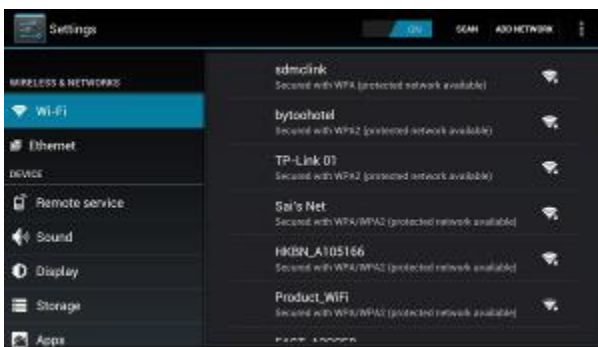 Settings
ON
SCAN
ADD NETWORK
WIRELESS & NETWORKS
Wi-Fi
Ethernet
DEVICE
Remote service
Sound
Display
Storage
Apps
sdmclink
Secured with WPA (protected network available)
bytoohotel
Secured with WPA2 (protected network available)
TP-Link 01
Secured with WPA2 (protected network available)
Sai's Net
Secured with WPA/WPA2 (protected network available)
HKBN_A105166
Secured with WPA/WPA2 (protected network available)
Product_WiFi
Secured with WPA/WPA2 (protected network available)